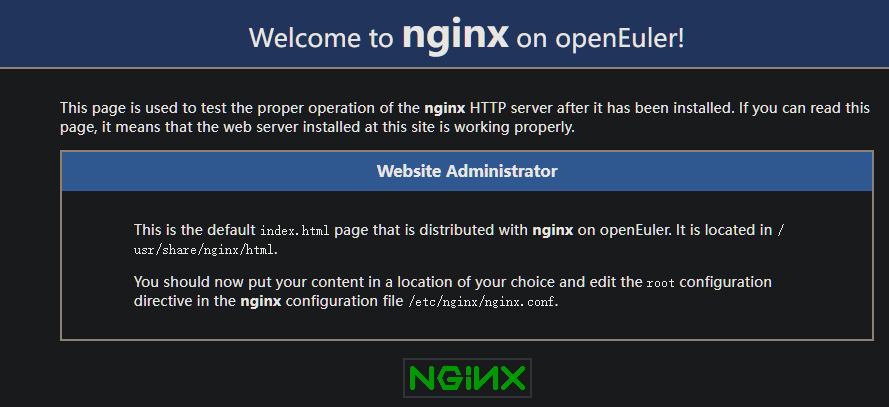 Welcome to nginx on openEuler!
This page is used to test the proper operation of the nginx HTTP server after it has been installed. If you can read this
page, it means that the web server installed at this site is working properly.
Website Administrator
This is the default index.html page that is distributed with nginx on openEuler. It is located in /
usr/share/nginx/html.
You should now put your content in a location of your choice and edit the root configuration
directive in the nginx configuration file /etc/nginx/nginx.conf.
NGINX